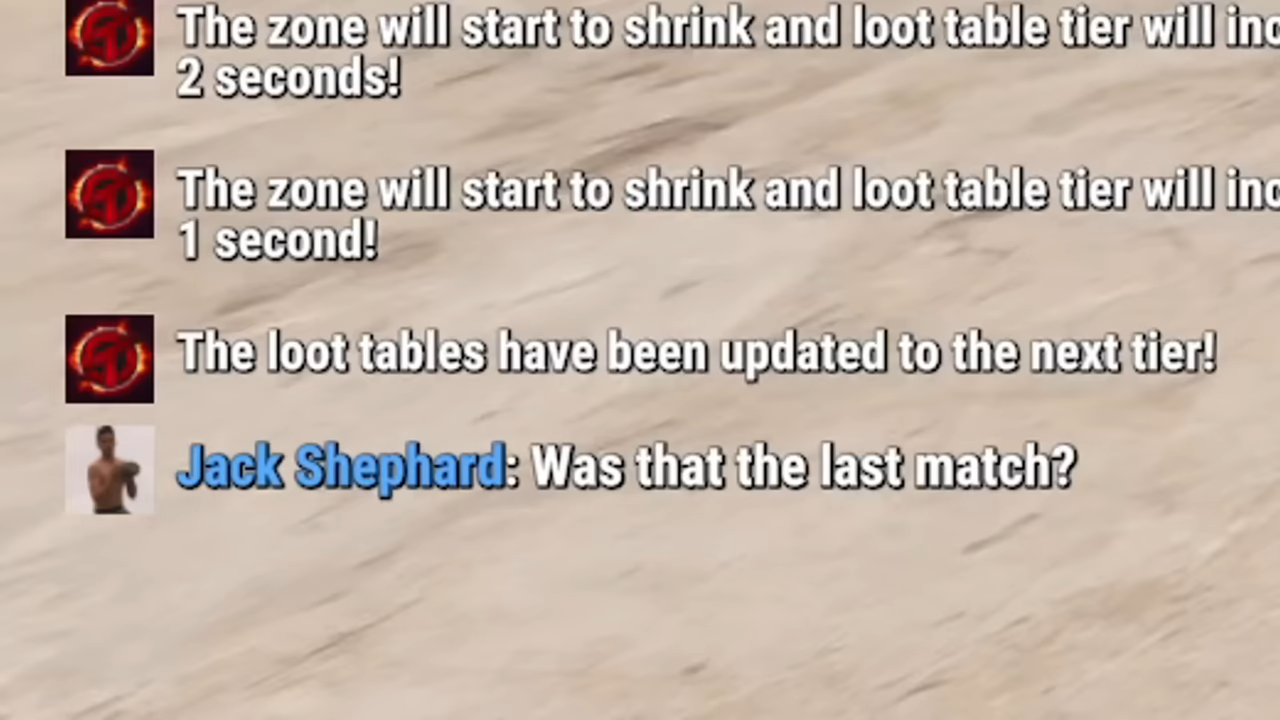 The zone will start to shrink and loot table tier will
2 seconds!
The zone will start to shrink and loot table tier will
1 second!
The loot tables have been updated to the next tier!
Jack Shephard: Was that the last match?